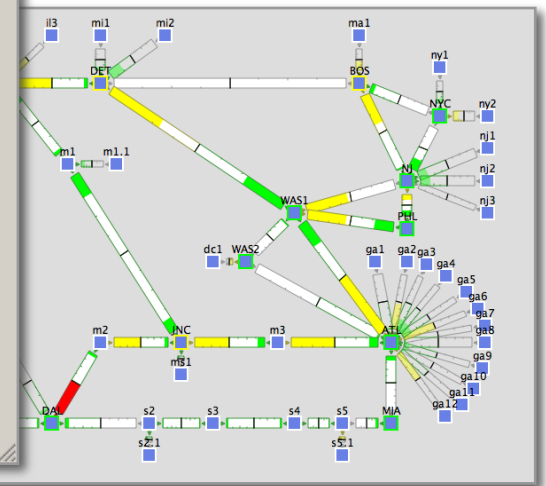 il3
mi1
mi2
ma1
DET
BOS
ny1
NYC
ny2
nj1
m1
m1.1
NJ
nj2
nj3
WAS1
PHL
dc1
WAS2
ga1
ga2
ga3
ga4
ga5
ga6
ga7
m2
JNC
m3
ATL
ga8
ga9
ms1
ga10
ga11
ga12
DAL
s2
s3
s4
s5
MIA
s2.1
s5.1